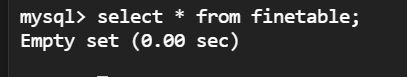 mysql> select * from finetable;
Empty set (0.00 sec)